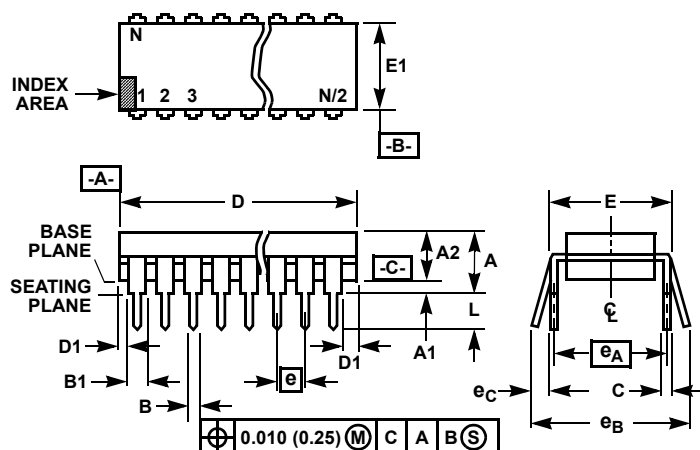 N
E1
INDEX
AREA
1 2 3 N/2
-B-
-A-
D
E
BASE
PLANE
A2
A
-C-
SEATING
PLANE
L
D1
A1
D1
B1
e
B
℄
eA
eC
C
eB
⌖ 0.010 (0.25) Ⓜ C A B Ⓢ